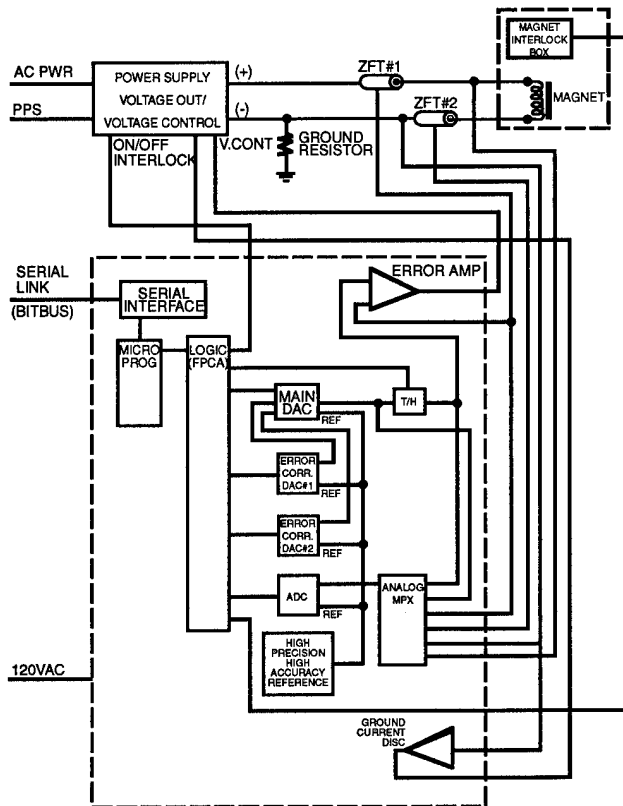 MAGNET
INTERLOCK
BOX
ZFT#1
AC PWR
POWER SUPPLY
VOLTAGE OUT/
VOLTAGE CONTROL
(+)
(-)
ZFT#2
MAGNET
PPS
ON/OFF
INTERLOCK
V.CONT
GROUND
RESISTOR
SERIAL
LINK
(BITBUS)
SERIAL
INTERFACE
ERROR AMP
MICRO
PROG
LOGIC
(FPCA)
MAIN
DAC
REF
T/H
ERROR
CORR.
DAC#1
REF
ERROR
CORR.
DAC#2
REF
ADC
REF
ANALOG
MPX
HIGH
PRECISION
HIGH
ACCURACY
REFERENCE
120VAC
GROUND
CURRENT
DISC